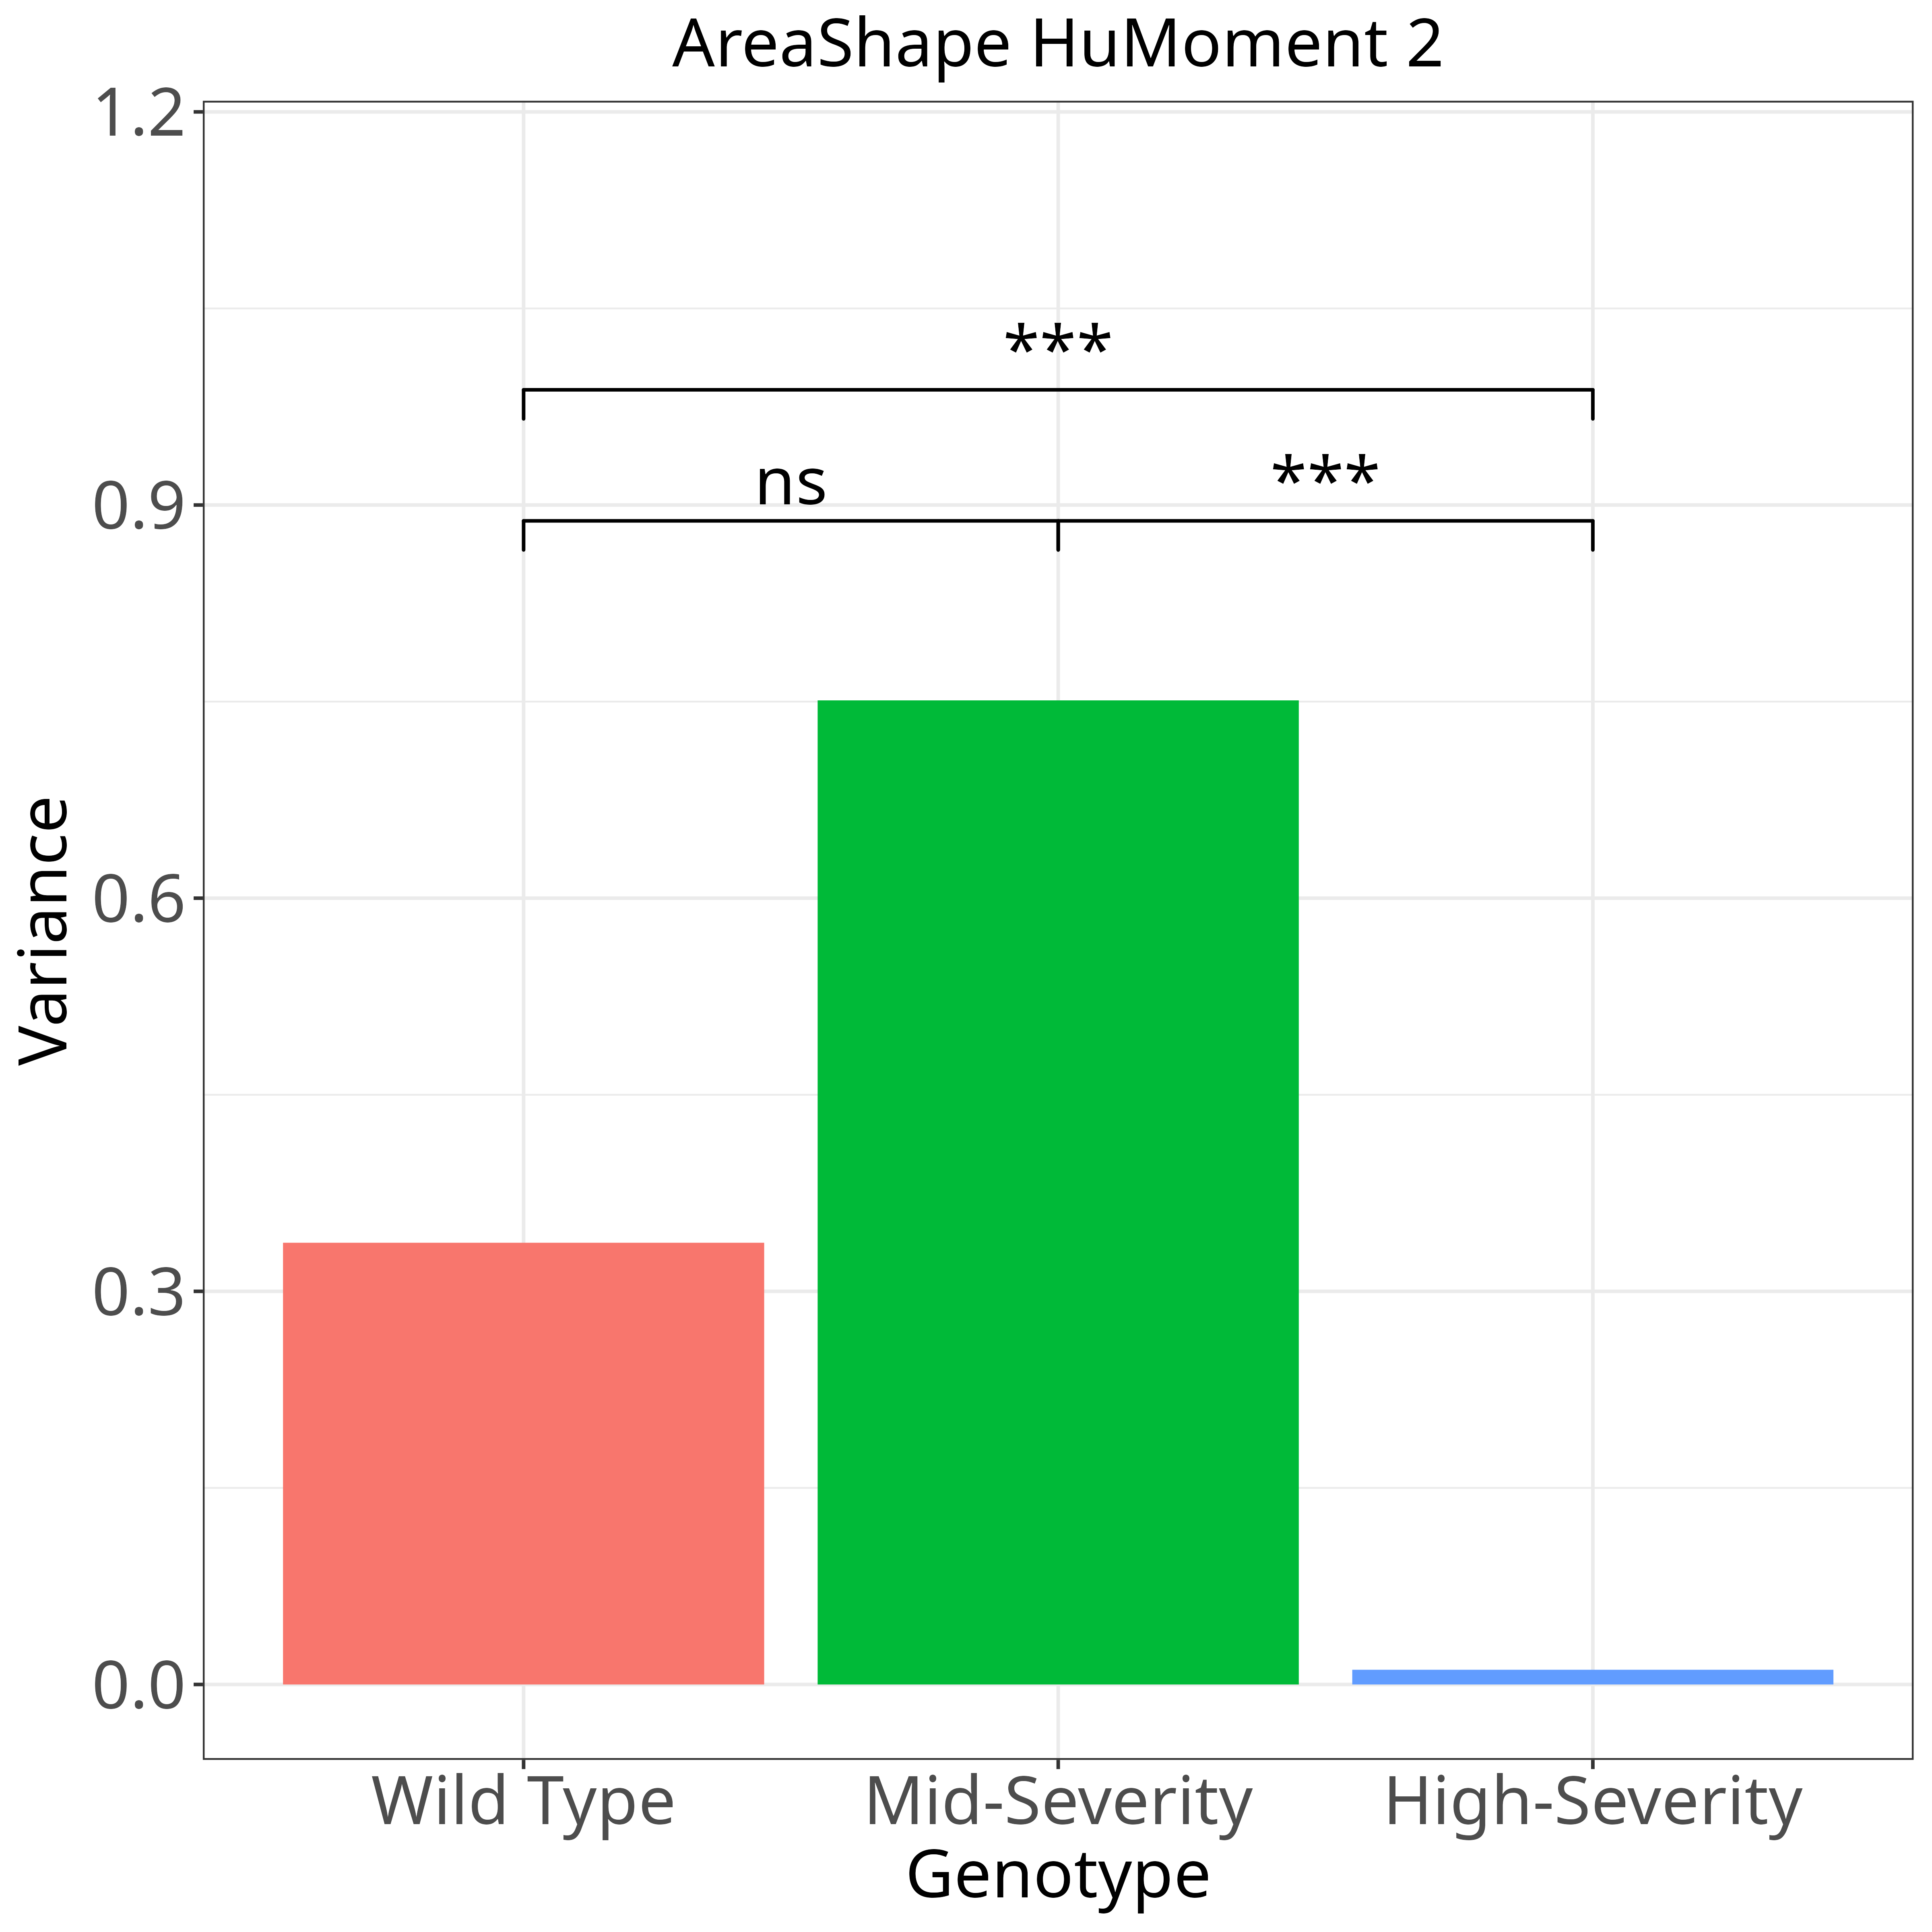 AreaShape HuMoment 2
1.2
***
ns
***
0.9
0.6
0.3
0.0
Variance
Wild Type
Mid-Severity
High-Severity
Genotype